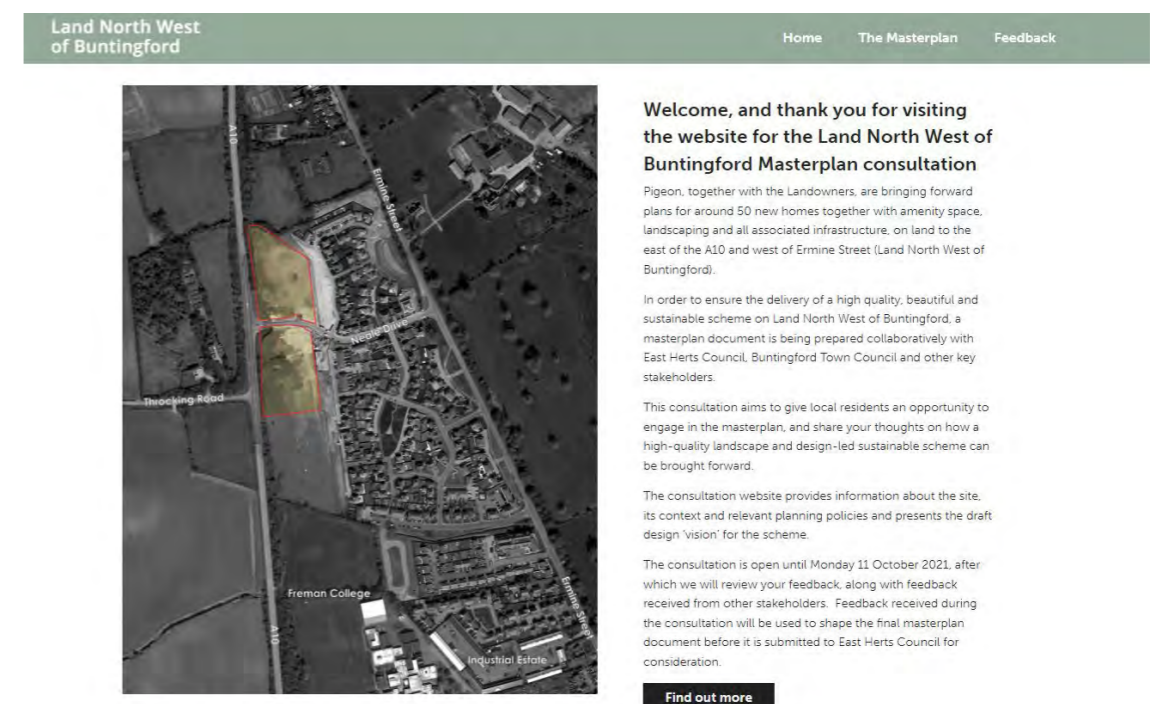 Land North West
of Buntingford
Home The Masterplan Feedback
A10
Ermine Street
Neale Drive
Throcking Road
Freman College
A10
Industrial Estate
Ermine Street
Welcome, and thank you for visiting
the website for the Land North West of
Buntingford Masterplan consultation
Pigeon, together with the Landowners, are bringing forward
plans for around 50 new homes together with amenity space,
landscaping and all associated infrastructure, on land to the
east of the A10 and west of Ermine Street (Land North West of
Buntingford).
In order to ensure the delivery of a high quality, beautiful and
sustainable scheme on Land North West of Buntingford, a
masterplan document is being prepared collaboratively with
East Herts Council, Buntingford Town Council and other key
stakeholders.
This consultation aims to give local residents an opportunity to
engage in the masterplan, and share your thoughts on how a
high-quality landscape and design-led sustainable scheme can
be brought forward.
The consultation website provides information about the site,
its context and relevant planning policies and presents the draft
design 'vision' for the scheme.
The consultation is open until Monday 11 October 2021, after
which we will review your feedback, along with feedback
received from other stakeholders. Feedback received during
the consultation will be used to shape the final masterplan
document before it is submitted to East Herts Council for
consideration.
Find out more